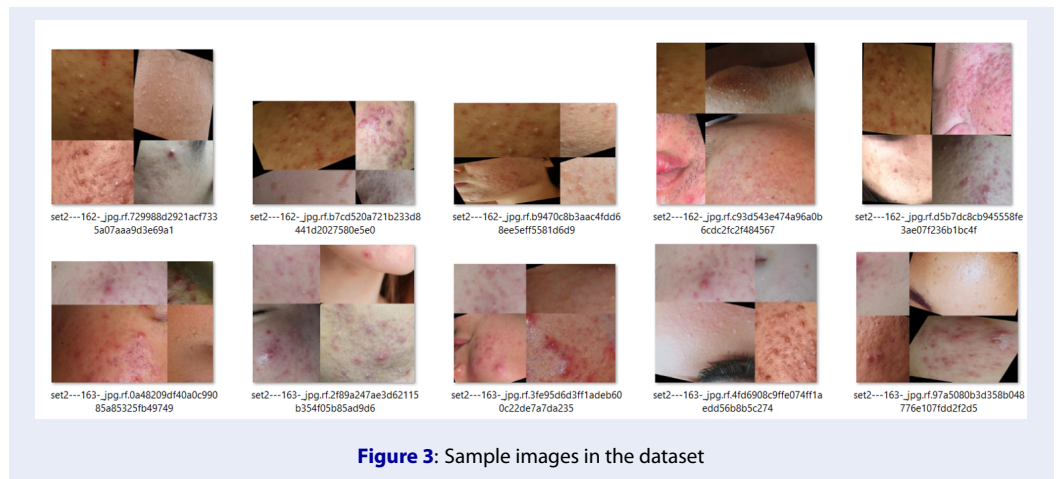 set2---162-_jpg.rf.729988d2921acf733
5a07aaa9d3e69a1
set2---162-_jpg.rf.b7cd520a721b233d8
441d2027580e5e0
set2---162-_jpg.rf.b9470c8b3aac4fdd6
8ee5eff5581d6d9
set2---162-_jpg.rf.c93d543e474a96a0b
6cdc2fc2f484567
set2---162-_jpg.rf.d5b7dc8cb945558fe
3ae07f236b1bc4f
set2---163-_jpg.rf.0a48209df40a0c990
85a85325fb49749
set2---163-_jpg.rf.2f89a247ae3d62115
b354f05b85ad9d6
set2---163-_jpg.rf.3fe95d6d3ff1adeb60
0c22de7a7da235
set2---163-_jpg.rf.4fd6908c9ffe074ff1a
edd56b8b5c274
set2---163-_jpg.rf.97a5080b3d358b048
776e107fdd2f2d5
Figure 3: Sample images in the dataset